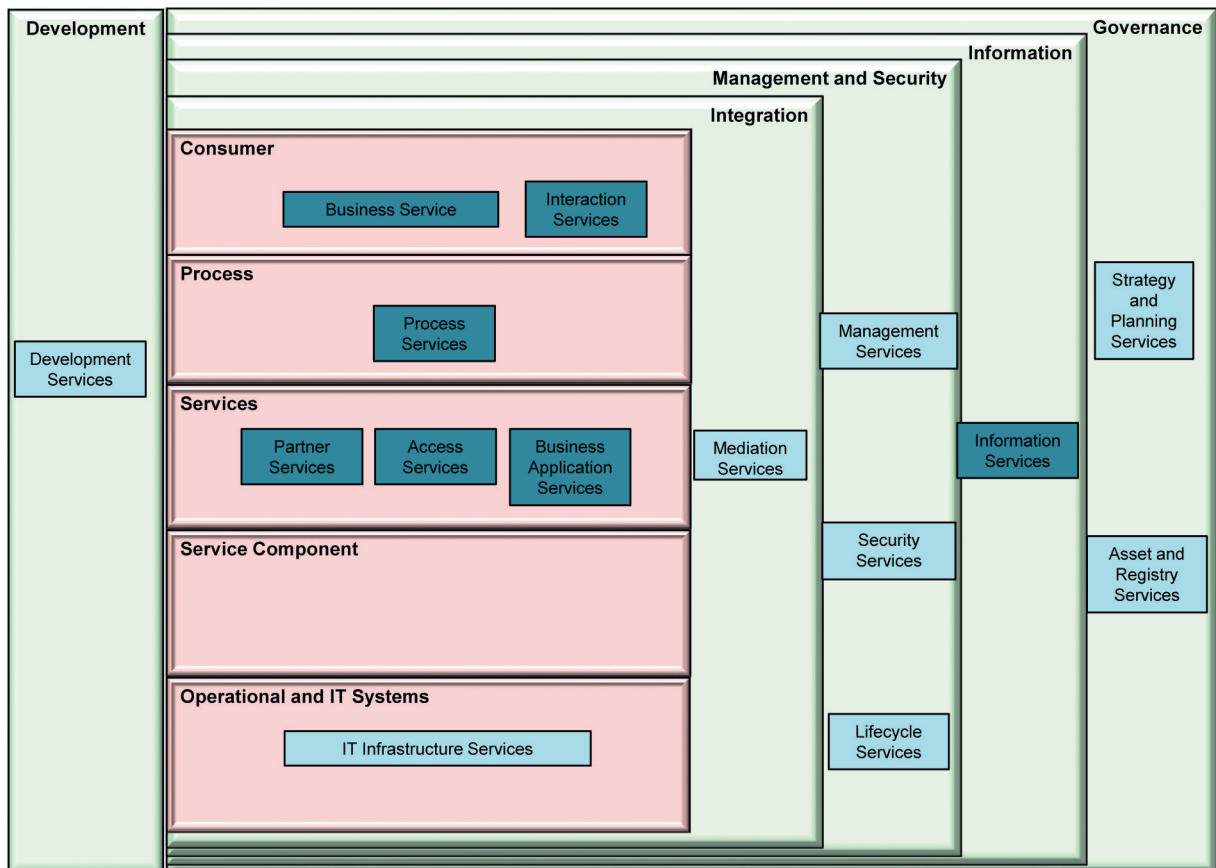 Development
Governance
Information
Management and Security
Integration
Consumer
Business Service
Interaction
Services
Process
Process
Services
Services
Partner
Services
Access
Services
Business
Application
Services
Service Component
Operational and IT Systems
IT Infrastructure Services
Development
Services
Mediation
Services
Management
Services
Security
Services
Lifecycle
Services
Information
Services
Strategy
and
Planning
Services
Asset and
Registry
Services